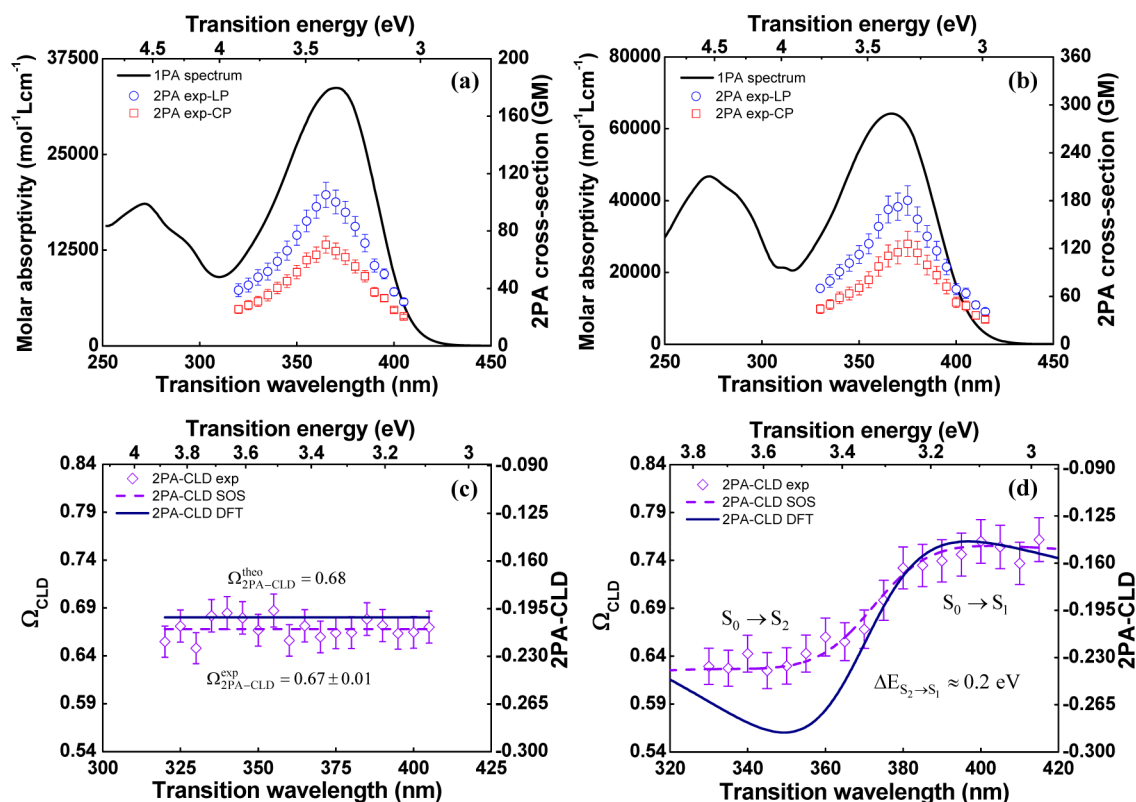 Transition energy (eV)
4.5 4 3.5 3
37500 200
(a)
1PA spectrum
2PA exp-LP
2PA exp-CP
160
25000
120
80
12500
40
0 0
250 300 350 400 450
Transition wavelength (nm)
Molar absorptivity (mol⁻¹Lcm⁻¹)
2PA cross-section (GM)
Transition energy (eV)
4.5 4 3.5 3
80000 360
(b)
1PA spectrum
2PA exp-LP
2PA exp-CP
300
60000
240
40000 180
120
20000
60
0 0
250 300 350 400 450
Transition wavelength (nm)
Molar absorptivity (mol⁻¹Lcm⁻¹)
2PA cross-section (GM)
Transition energy (eV)
4 3.8 3.6 3.4 3.2 3
0.84 -0.090
(c)
2PA-CLD exp
2PA-CLD SOS
2PA-CLD DFT
0.79 -0.125
0.74 -0.160
Ω^theo_2PA−CLD = 0.68
0.69 -0.195
0.64 -0.230
Ω^exp_2PA−CLD = 0.67 ± 0.01
0.59 -0.265
0.54 -0.300
300 325 350 375 400 425
Transition wavelength (nm)
Ω_CLD
2PA-CLD
Transition energy (eV)
3.8 3.6 3.4 3.2 3
0.84 -0.090
(d)
2PA-CLD exp
2PA-CLD SOS
2PA-CLD DFT
0.79 -0.125
0.74 -0.160
S₀ → S₂ S₀ → S₁
0.69 -0.195
0.64 -0.230
ΔE_S₂→S₁ ≈ 0.2 eV
0.59 -0.265
0.54 -0.300
320 340 360 380 400 420
Transition wavelength (nm)
Ω_CLD
2PA-CLD